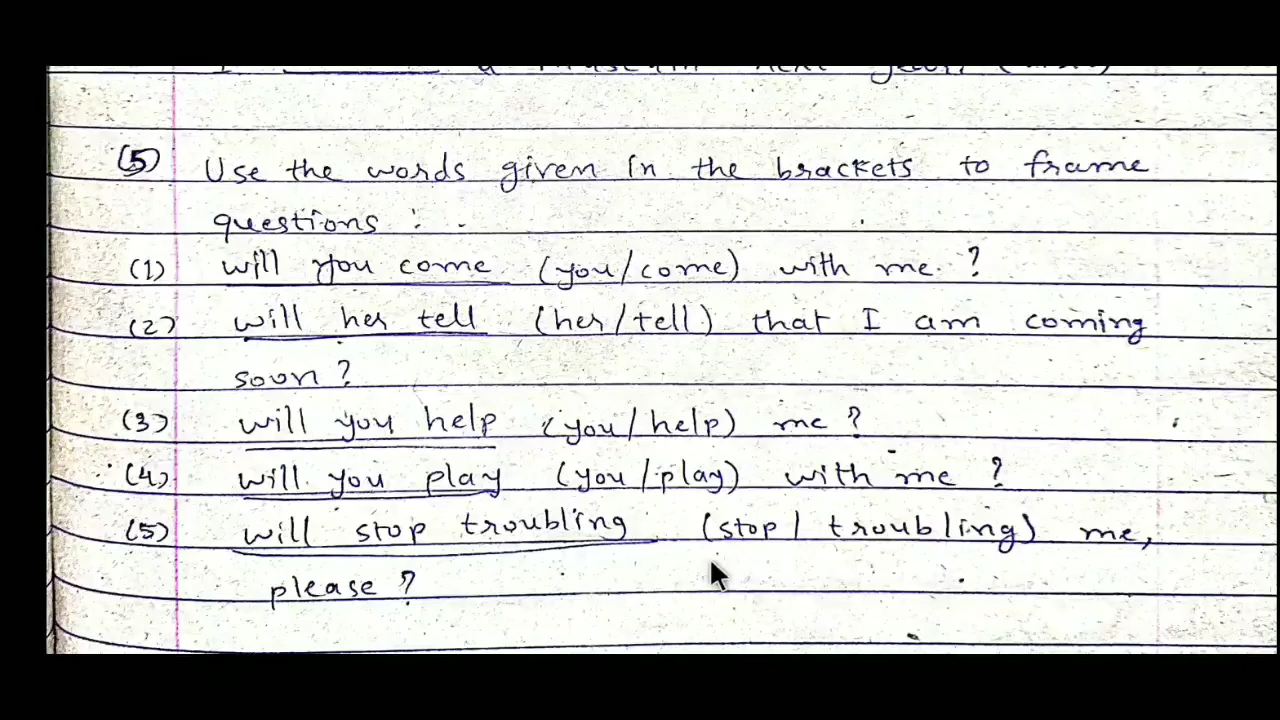 (5) Use the words given in the brackets to frame
questions :-
(1) will you come (you/come) with me ?
(2) will her tell (her/tell) that I am coming
soon ?
(3) will you help (you/help) me ?
(4) will you play (you/play) with me ?
(5) will stop troubling (stop/troubling) me,
please ?